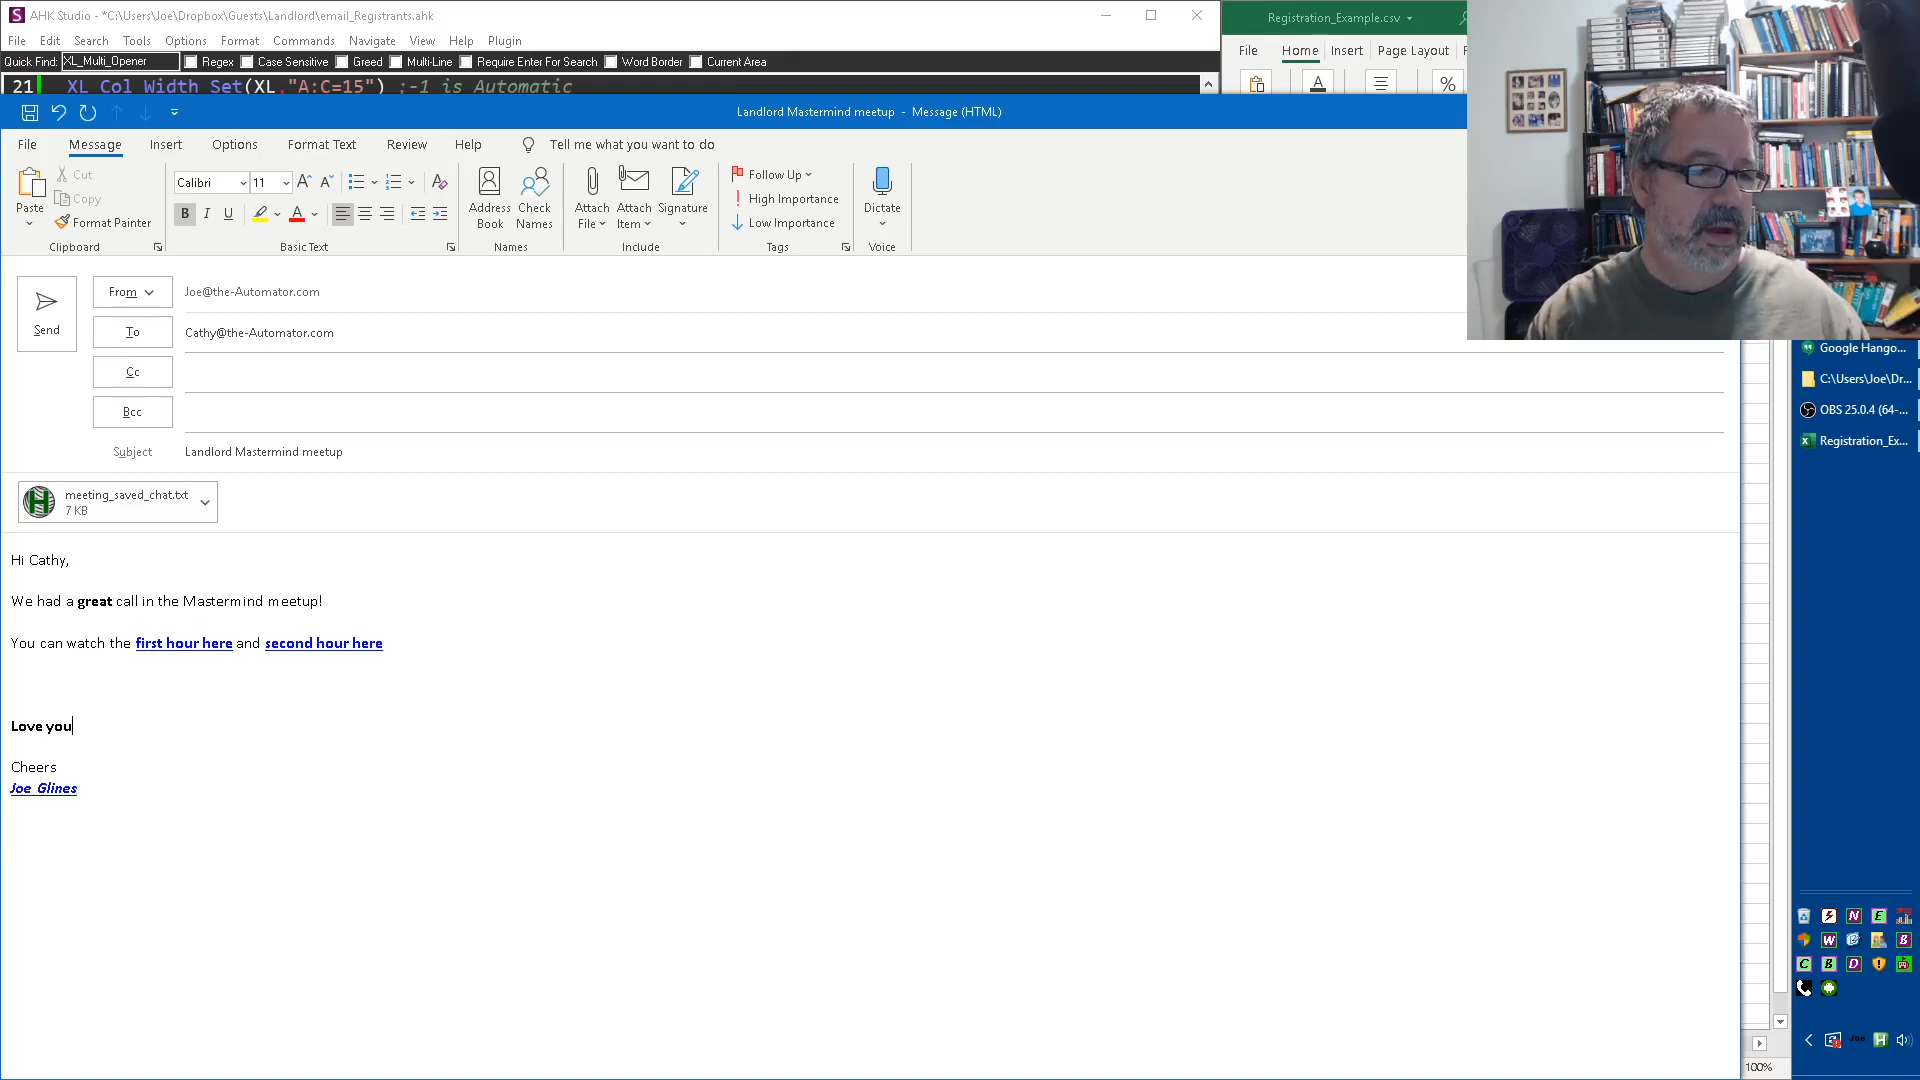 AHK Studio - *C:\Users\Joe\Dropbox\Guests\Landlord\email_Registrants.ahk
File Edit Search Tools Options Format Commands Navigate View Help Plugin
Quick Find: XL_Multi_Opener Regex Case Sensitive Greed Multi-Line Require Enter For Search Word Border Current Area
21 XL_Col_Width_Set(XL,"A:C=15") ;-1 is Automatic
Registration_Example.csv
File Home Insert Page Layout
Landlord Mastermind meetup - Message (HTML)
File Message Insert Options Format Text Review Help Tell me what you want to do
Paste
Cut
Copy
Format Painter
Clipboard
Calibri 11
B I U
Basic Text
Address Book
Check Names
Names
Attach File
Attach Item
Signature
Include
Follow Up
High Importance
Low Importance
Tags
Dictate
Voice
Send
From Joe@the-Automator.com
To Cathy@the-Automator.com
Cc
Bcc
Subject Landlord Mastermind meetup
meeting_saved_chat.txt
7 KB
Hi Cathy,
We had a great call in the Mastermind meetup!
You can watch the first hour here and second hour here
Love you
Cheers
Joe Glines
Google Hango...
C:\Users\Joe\Dr...
OBS 25.0.4 (64-...
Registration_Ex...
N E
W B
C B D
Joe H
100%